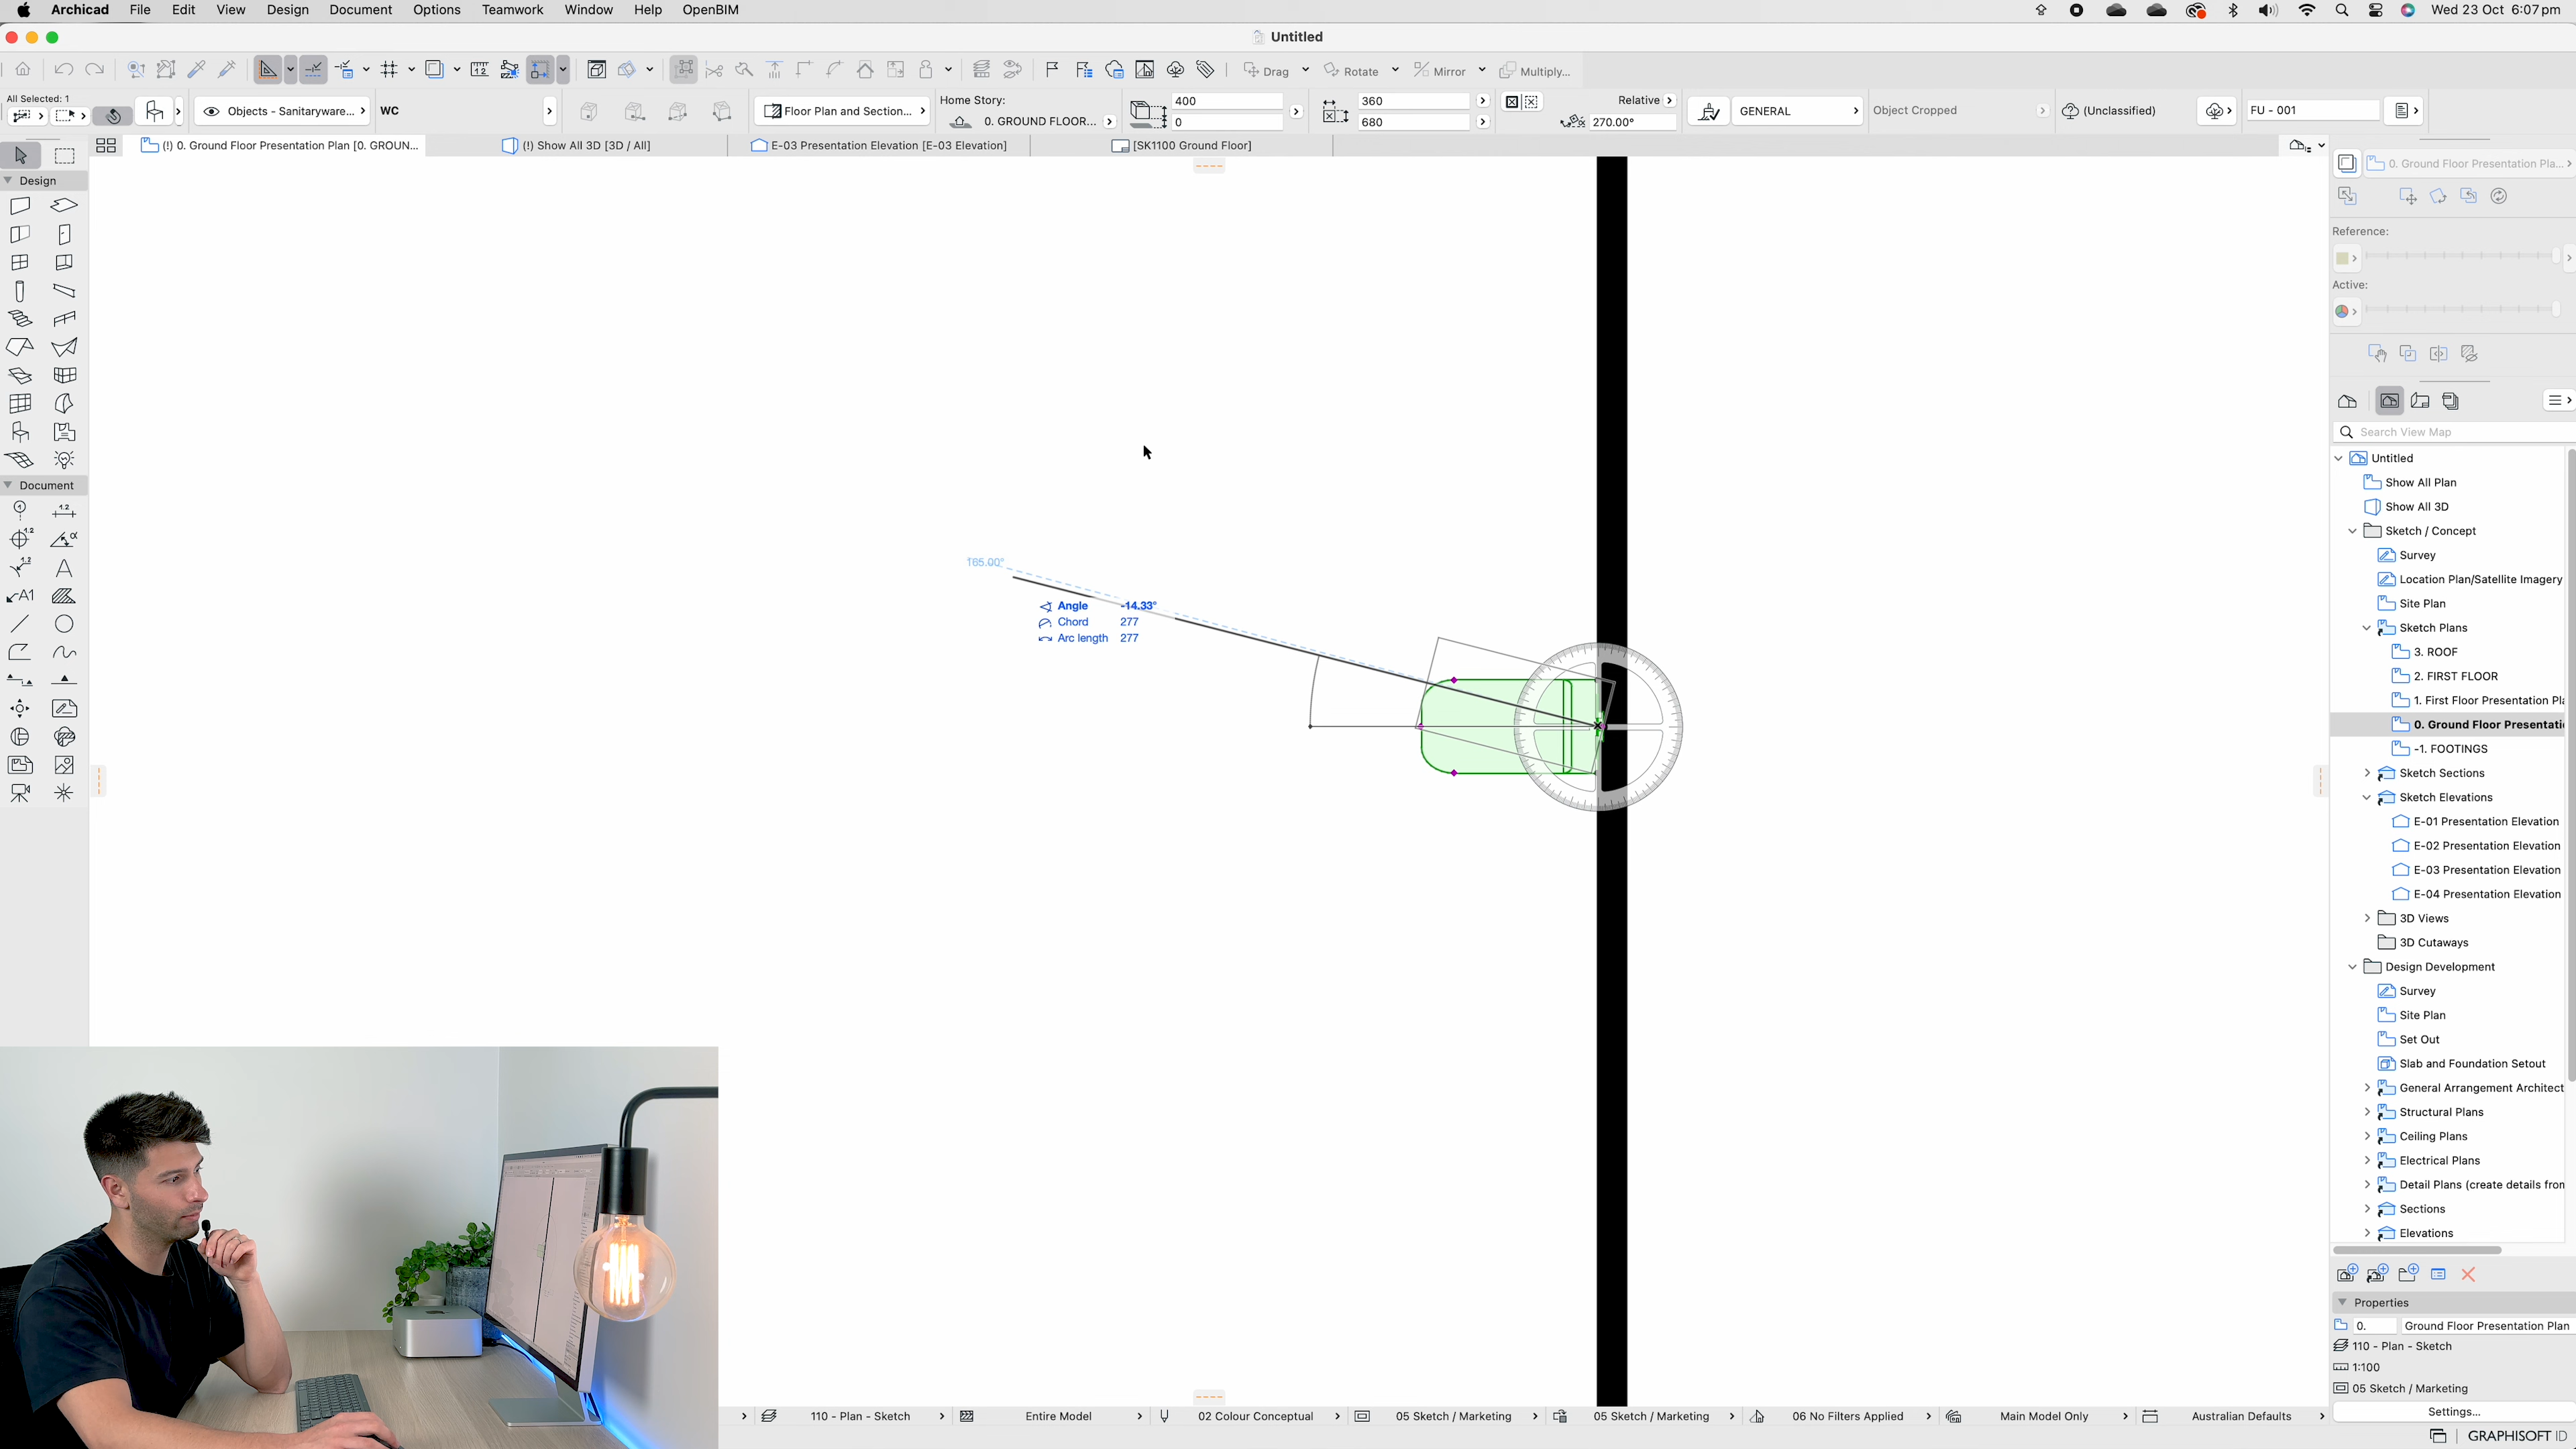 Archicad File Edit View Design Document Options Teamwork Window Help OpenBIM Wed 23 Oct 6:07 pm
Untitled
Drag Rotate Mirror Multiply...
All Selected: 1
Objects - Sanitaryware... WC
Floor Plan and Section...
Home Story:
0. GROUND FLOOR...
400
0
360
680
Relative
270.00°
GENERAL
Object Cropped
(Unclassified)
FU - 001
(!) 0. Ground Floor Presentation Plan [0. GROUN...
(!) Show All 3D [3D / All]
E-03 Presentation Elevation [E-03 Elevation]
[SK1100 Ground Floor]
Design
Document
165.00°
Angle -14.33°
Chord 277
Arc length 277
0. Ground Floor Presentation Pla...
Reference:
Active:
Search View Map
Untitled
Show All Plan
Show All 3D
Sketch / Concept
Survey
Location Plan/Satellite Imagery
Site Plan
Sketch Plans
3. ROOF
2. FIRST FLOOR
1. First Floor Presentation Pla
0. Ground Floor Presentati
-1. FOOTINGS
Sketch Sections
Sketch Elevations
E-01 Presentation Elevation
E-02 Presentation Elevation
E-03 Presentation Elevation
E-04 Presentation Elevation
3D Views
3D Cutaways
Design Development
Survey
Site Plan
Set Out
Slab and Foundation Setout
General Arrangement Architect
Structural Plans
Ceiling Plans
Electrical Plans
Detail Plans (create details from
Sections
Elevations
Properties
0. Ground Floor Presentation Plan
110 - Plan - Sketch
1:100
05 Sketch / Marketing
Settings...
110 - Plan - Sketch Entire Model 02 Colour Conceptual 05 Sketch / Marketing 05 Sketch / Marketing 06 No Filters Applied Main Model Only Australian Defaults
GRAPHISOFT ID